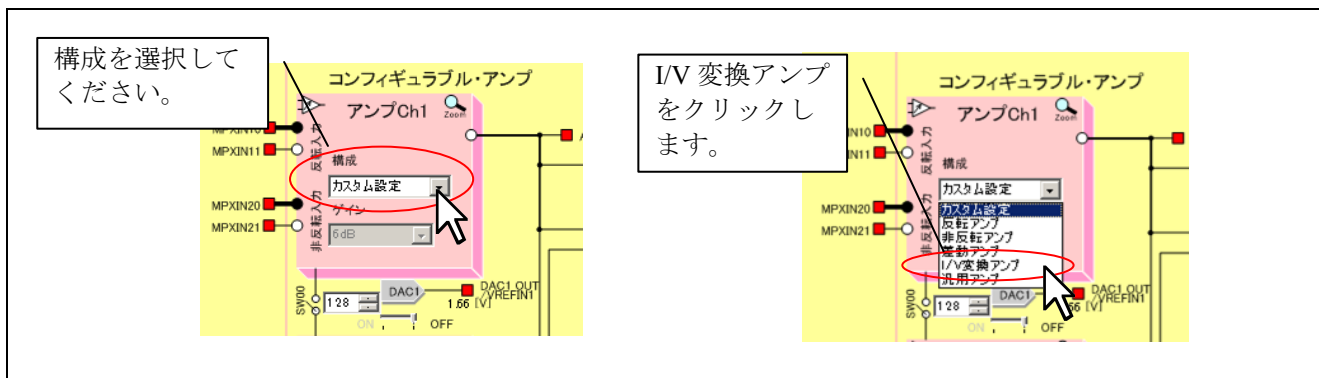 構成を選択して
ください。
コンフィギュラブル・アンプ
アンプCh1
Zoom
MPXIN11
反転入力
構成
カスタム設定
MPXIN20
MPXIN21
非反転入力
ゲイン
6dB
SW00
128
DAC1
DAC1 OUT
/VREFIN1
1.66 [V]
ON
OFF
I/V 変換アンプ
をクリックし
ます。
コンフィギュラブル・アンプ
アンプCh1
Zoom
IN10
IN11
反転入力
構成
カスタム設定
カスタム設定
反転アンプ
非反転アンプ
差動アンプ
I/V変換アンプ
汎用アンプ
MPXIN20
MPXIN21
SW00
128
DAC1
DAC1 OUT
/VREFIN1
[V]
ON
OFF